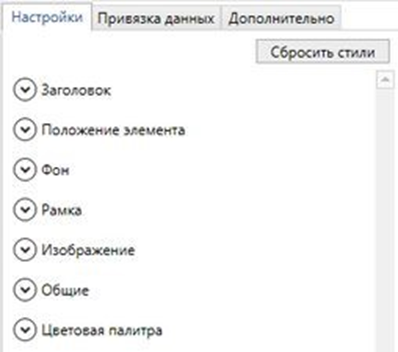 Настройки Привязка данных Дополнительно
Сбросить стили
Заголовок
Положение элемента
Фон
Рамка
Изображение
Общие
Цветовая палитра